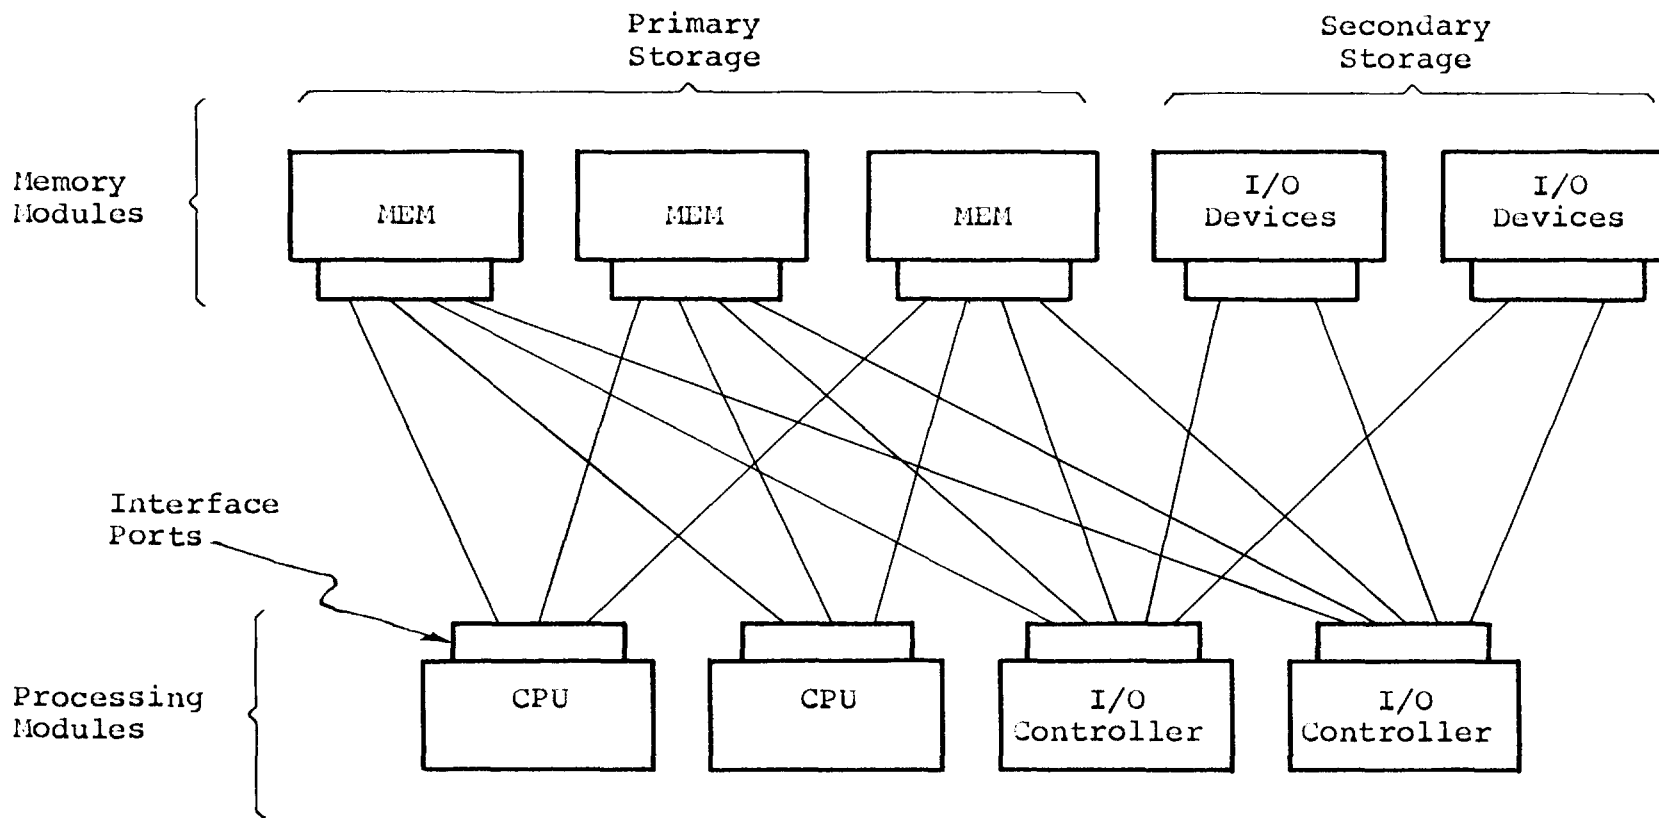 Primary
Storage
Secondary
Storage
Memory
Modules
MEM
MEM
MEM
I/O
Devices
I/O
Devices
Interface
Ports
Processing
Modules
CPU
CPU
I/O
Controller
I/O
Controller